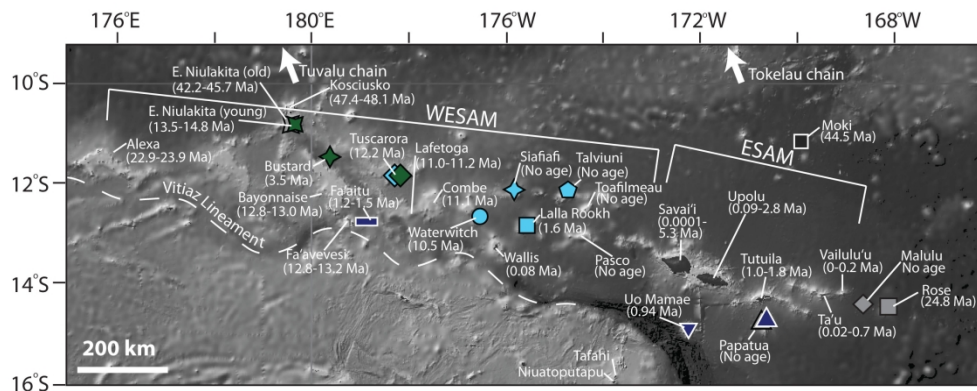 176°E
180°E
176°W
172°W
168°W
10°S
12°S
14°S
16°S
Tuvalu chain
Tokelau chain
E. Niulakita (old)
(42.2-45.7 Ma)
Kosciusko
(47.4-48.1 Ma)
E. Niulakita (young)
(13.5-14.8 Ma)
WESAM
ESAM
Moki
(44.5 Ma)
Alexa
(22.9-23.9 Ma)
Tuscarora
(12.2 Ma)
Lafetoga
(11.0-11.2 Ma)
Bustard
(3.5 Ma)
Siafiafi
(No age)
Talviuni
(No age)
Toafilmeau
(No age)
Bayonnaise
(12.8-13.0 Ma)
Fa'aitu
(1.2-1.5 Ma)
Combe
(11.1 Ma)
Savai'i
(0.0001-
5.3 Ma)
Upolu
(0.09-2.8 Ma)
Vitiaz Lineament
Waterwitch
(10.5 Ma)
Lalla Rookh
(1.6 Ma)
Fa'avevesi
(12.8-13.2 Ma)
Wallis
(0.08 Ma)
Pasco
(No age)
Tutuila
(1.0-1.8 Ma)
Vailulu'u
(0-0.2 Ma)
Malulu
No age)
Rose
(24.8 Ma)
Uo Mamae
(0.94 Ma)
Papatua
(No age)
Ta'u
(0.02-0.7 Ma)
200 km
Tafahi
Niuatoputapu